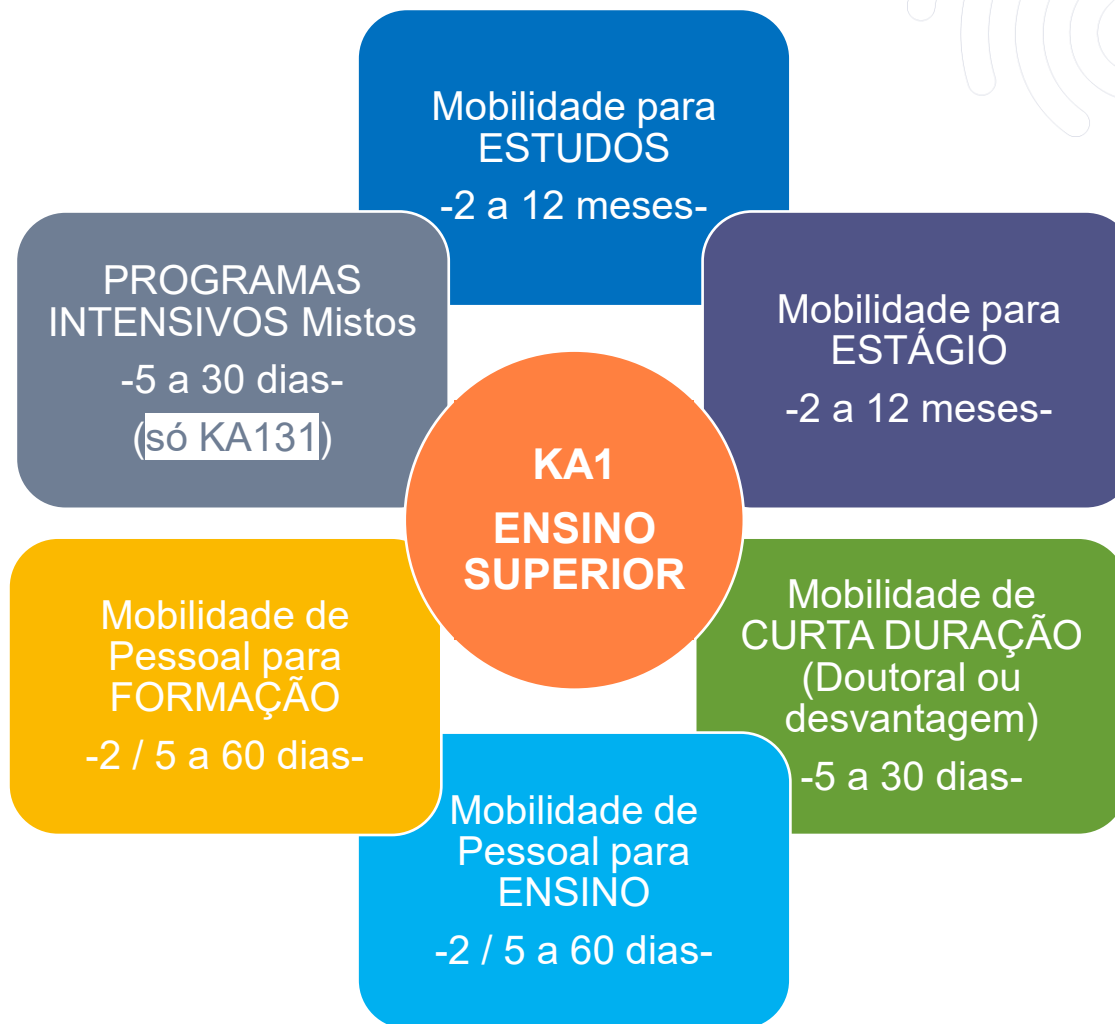 Mobilidade para
ESTUDOS
-2 a 12 meses-
PROGRAMAS
INTENSIVOS Mistos
-5 a 30 dias-
(só KA131)
Mobilidade para
ESTÁGIO
-2 a 12 meses-
KA1
ENSINO
SUPERIOR
Mobilidade de
Pessoal para
FORMAÇÃO
-2 / 5 a 60 dias-
Mobilidade de
CURTA DURAÇÃO
(Doutoral ou
desvantagem)
-5 a 30 dias-
Mobilidade de
Pessoal para
ENSINO
-2 / 5 a 60 dias-